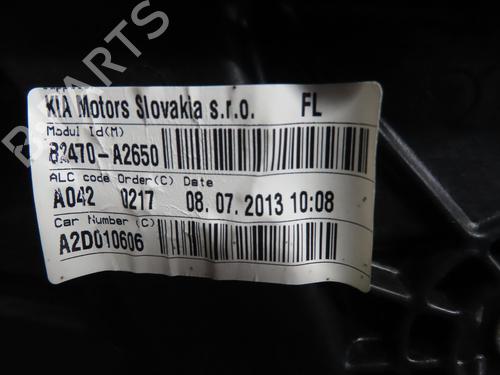 B-PARTS
KIA Motors Slovakia s.r.o. FL
Modul Id(M)
82470-A2650
ALC code Order(C) Date
A042 0217 08.07.2013 10:08
Car Number (C)
A2D010606